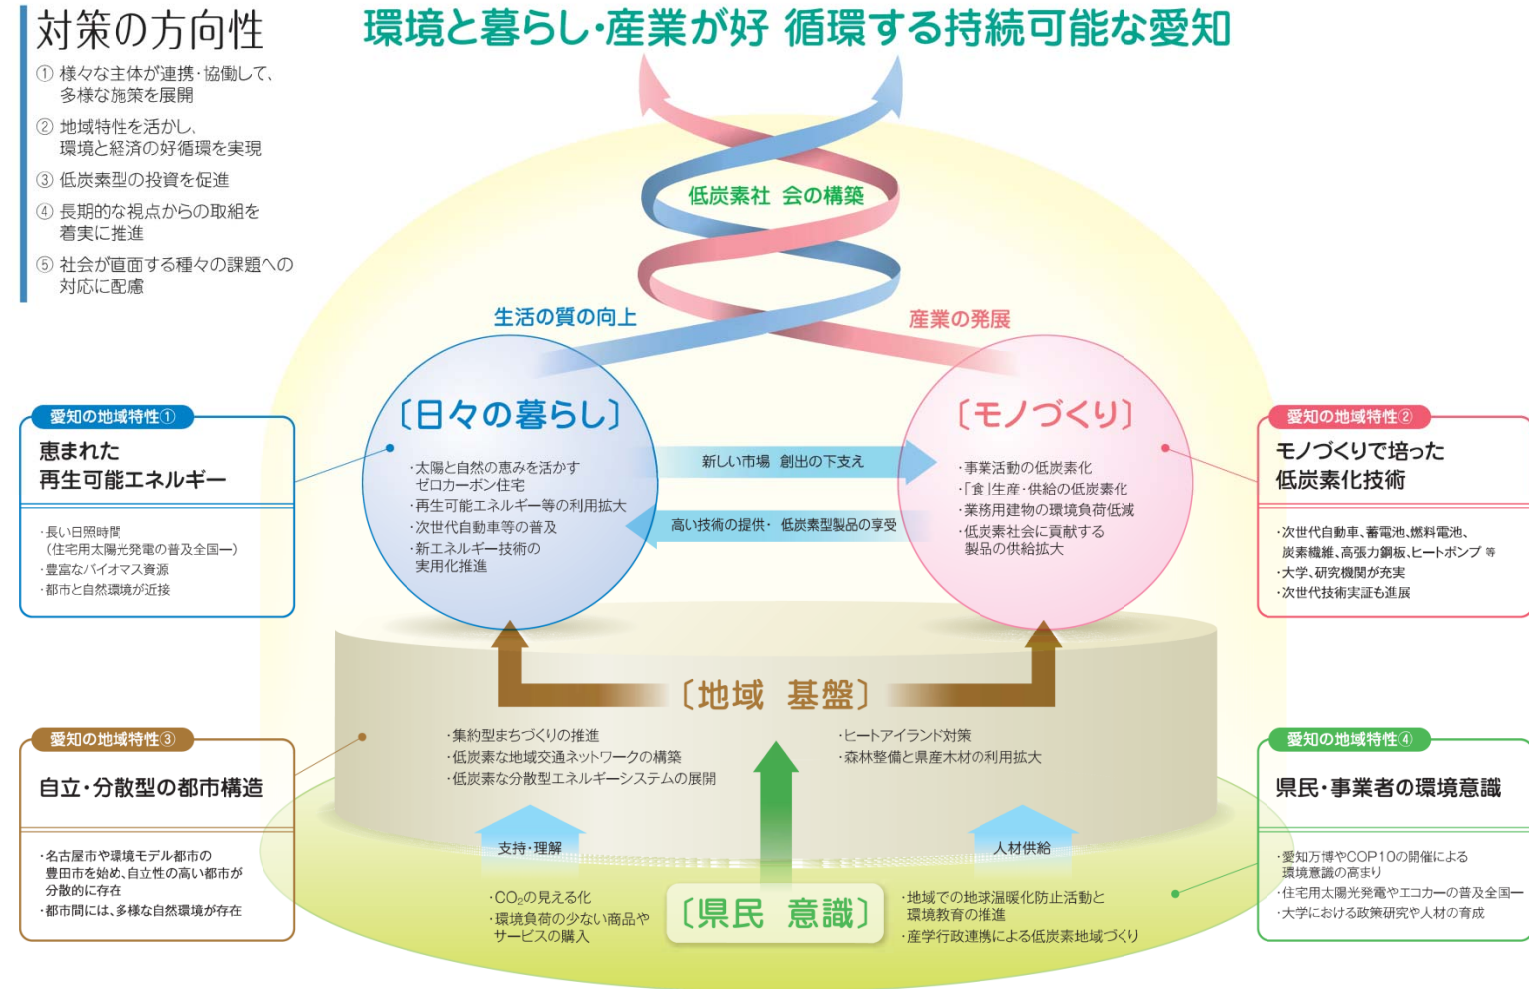 対策の方向性
① 様々な主体が連携・協働して、
多様な施策を展開
② 地域特性を活かし、
環境と経済の好循環を実現
③ 低炭素型の投資を促進
④ 長期的な視点からの取組を
着実に推進
⑤ 社会が直面する種々の課題への
対応に配慮
環境と暮らし・産業が好 循環する持続可能な愛知
低炭素社 会の構築
生活の質の向上
産業の発展
愛知の地域特性①
恵まれた
再生可能エネルギー
・長い日照時間
（住宅用太陽光発電の普及全国一）
・豊富なバイオマス資源
・都市と自然環境が近接
〔日々の暮らし〕
・太陽と自然の恵みを活かす
ゼロカーボン住宅
・再生可能エネルギー等の利用拡大
・次世代自動車等の普及
・新エネルギー技術の
実用化推進
新しい市場 創出の下支え
高い技術の提供・ 低炭素型製品の享受
〔モノづくり〕
・事業活動の低炭素化
・「食」生産・供給の低炭素化
・業務用建物の環境負荷低減
・低炭素社会に貢献する
製品の供給拡大
愛知の地域特性②
モノづくりで培った
低炭素化技術
・次世代自動車、蓄電池、燃料電池、
炭素繊維、高張力鋼板、ヒートポンプ 等
・大学、研究機関が充実
・次世代技術実証も進展
〔地域 基盤〕
・集約型まちづくりの推進
・低炭素な地域交通ネットワークの構築
・低炭素な分散型エネルギーシステムの展開
・ヒートアイランド対策
・森林整備と県産木材の利用拡大
愛知の地域特性③
自立・分散型の都市構造
・名古屋市や環境モデル都市の
豊田市を始め、自立性の高い都市が
分散的に存在
・都市間には、多様な自然環境が存在
支持・理解
人材供給
〔県民 意識〕
・CO₂の見える化
・環境負荷の少ない商品や
サービスの購入
・地域での地球温暖化防止活動と
環境教育の推進
・産学行政連携による低炭素地域づくり
愛知の地域特性④
県民・事業者の環境意識
・愛知万博やCOP10の開催による
環境意識の高まり
・住宅用太陽光発電やエコカーの普及全国一
・大学における政策研究や人材の育成